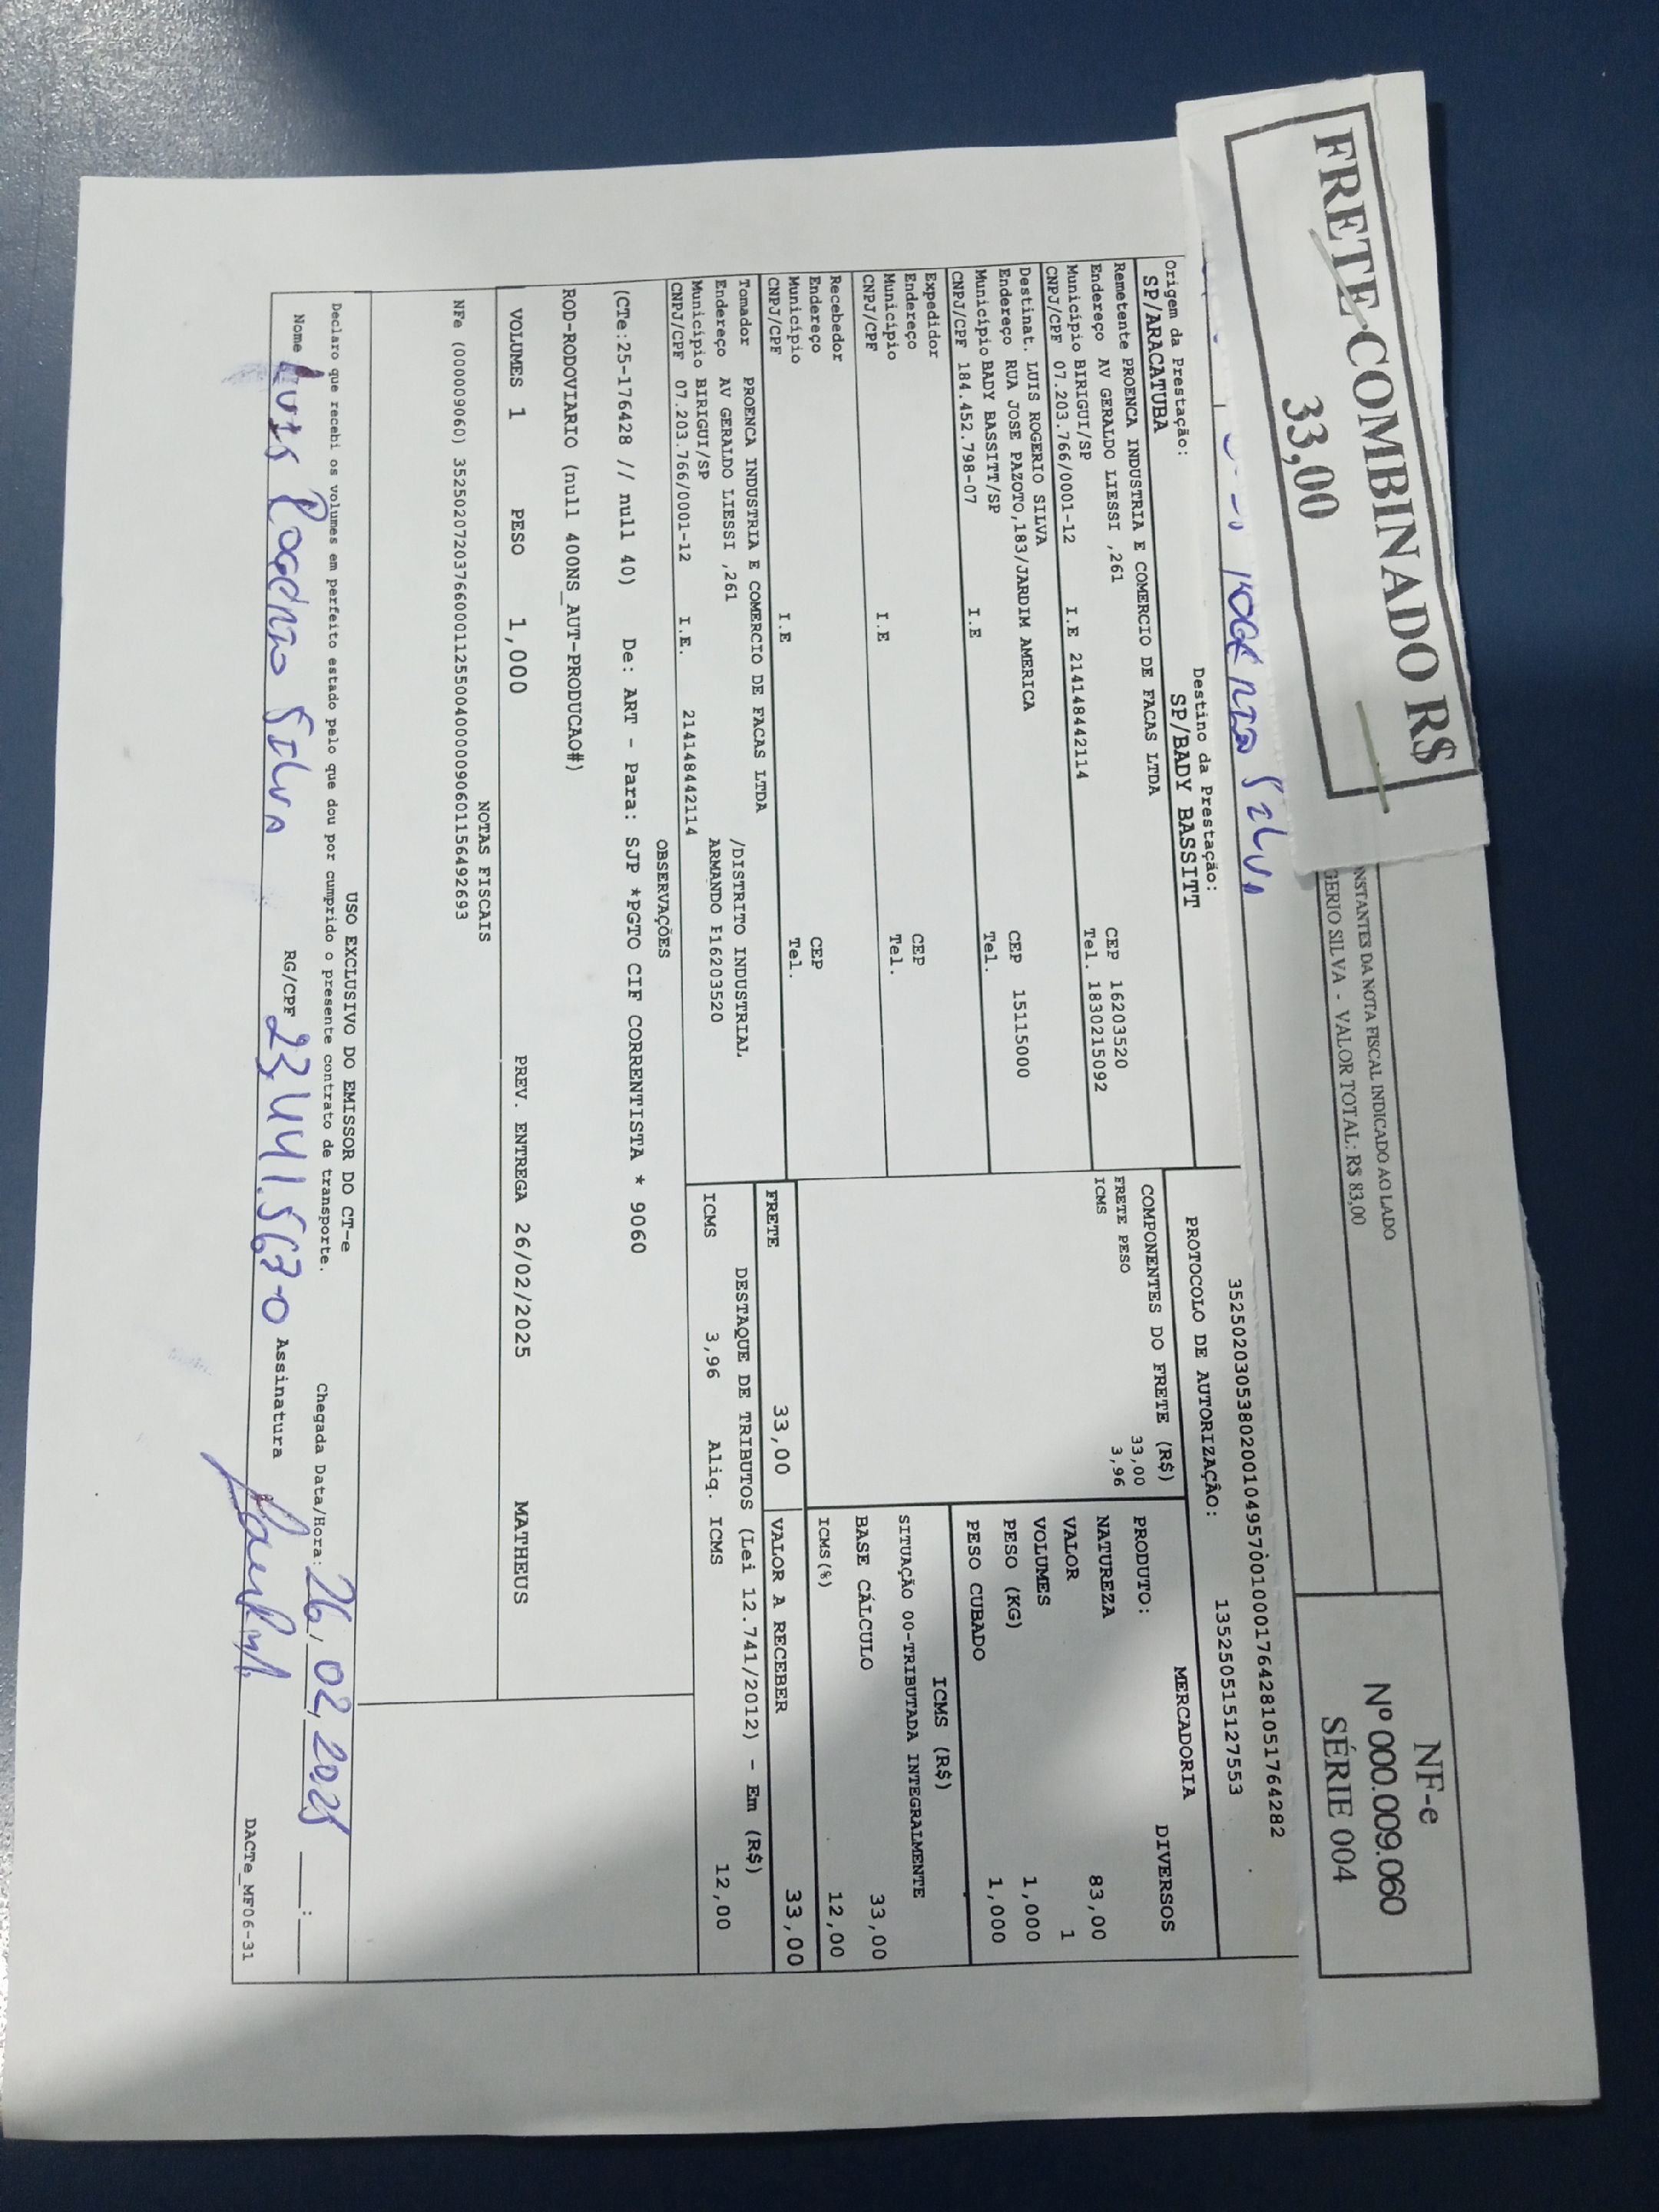 FRETE COMBINADO R$
33,00
NSTANTES DA NOTA FISCAL INDICADO AO LADO
GERIO SILVA - VALOR TOTAL: R$ 83,00
NF-e
Nº 000.009.060
SÉRIE 004
Silva
35250203053802001049570010001764281051764282
PROTOCOLO DE AUTORIZAÇÃO: 135250515127553
Origem da Prestação: Destino da Prestação:
SP/ARACATUBA SP/BADY BASSITT
Remetente PROENCA INDUSTRIA E COMERCIO DE FACAS LTDA
Endereço AV GERALDO LIESSI ,261 CEP 16203520
Município BIRIGUI/SP Tel. 1830215092
CNPJ/CPF 07.203.766/0001-12 I.E 214148442114
Destinat. LUIS ROGERIO SILVA
Endereço RUA JOSE PAZOTO,183/JARDIM AMERICA CEP 15115000
Município BADY BASSITT/SP Tel.
CNPJ/CPF 184.452.798-07 I.E
Expedidor
Endereço CEP
Município Tel.
CNPJ/CPF I.E
Recebedor
Endereço CEP
Município Tel.
CNPJ/CPF I.E
Tomador PROENCA INDUSTRIA E COMERCIO DE FACAS LTDA /DISTRITO INDUSTRIAL
Endereço AV GERALDO LIESSI ,261 ARMANDO F16203520
Município BIRIGUI/SP
CNPJ/CPF 07.203.766/0001-12 I.E. 214148442114
COMPONENTES DO FRETE (R$)
FRETE PESO 33,00
ICMS 3,96
MERCADORIA
PRODUTO: DIVERSOS
NATUREZA
VALOR 83,00
VOLUMES 1
PESO (KG) 1,000
PESO CUBADO 1,000
ICMS (R$)
SITUAÇÃO 00-TRIBUTADA INTEGRALMENTE
BASE CÁLCULO 33,00
ICMS(%) 12,00
FRETE 33,00 VALOR A RECEBER 33,00
DESTAQUE DE TRIBUTOS (Lei 12.741/2012) - Em (R$)
ICMS 3,96 Aliq. ICMS 12,00
OBSERVAÇÕES
(CTe:25-176428 // null 40) De: ART - Para: SJP *PGTO CIF CORRENTISTA * 9060
ROD-RODOVIARIO (null 400NS_AUT-PRODUCAO#)
VOLUMES 1 PESO 1,000 PREV. ENTREGA 26/02/2025 MATHEUS
NOTAS FISCAIS
NFe (000009060) 35250207203766000112550040000090601156492693
USO EXCLUSIVO DO EMISSOR DO CT-e
Declaro que recebi os volumes em perfeito estado pelo que dou por cumprido o presente contrato de transporte. Chegada Data/Hora: 26/02/2025 ___:___
Nome Luis Rogério Silva RG/CPF 23.441.567-0 Assinatura
DACTe_MF06-31